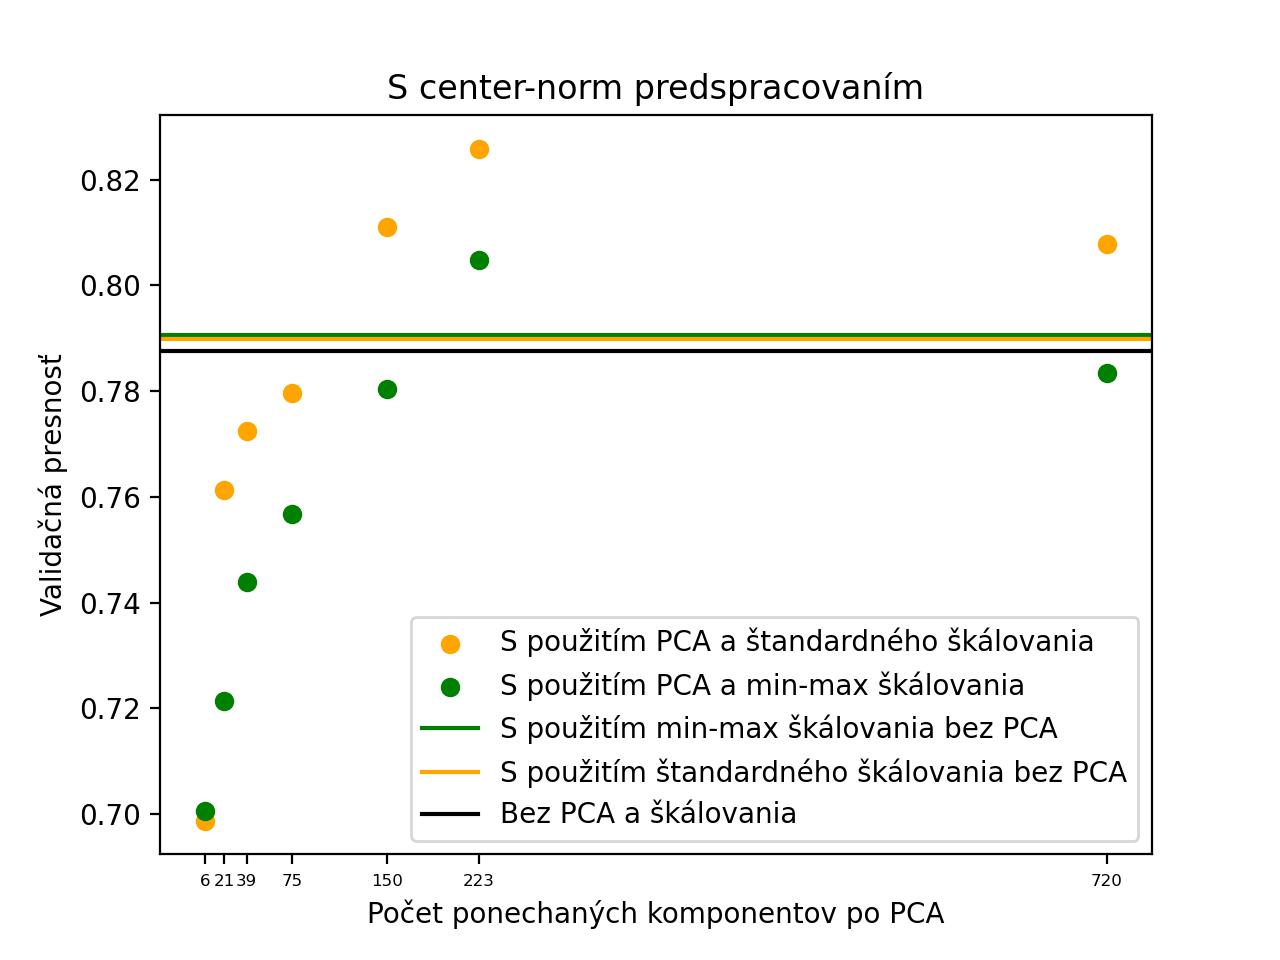 S center-norm predspracovaním
0.82
0.80
0.78
0.76
0.74
0.72
0.70
Validačná presnosť
S použitím PCA a štandardného škálovania
S použitím PCA a min-max škálovania
S použitím min-max škálovania bez PCA
S použitím štandardného škálovania bez PCA
Bez PCA a škálovania
6 21 39 75 150 223 720
Počet ponechaných komponentov po PCA